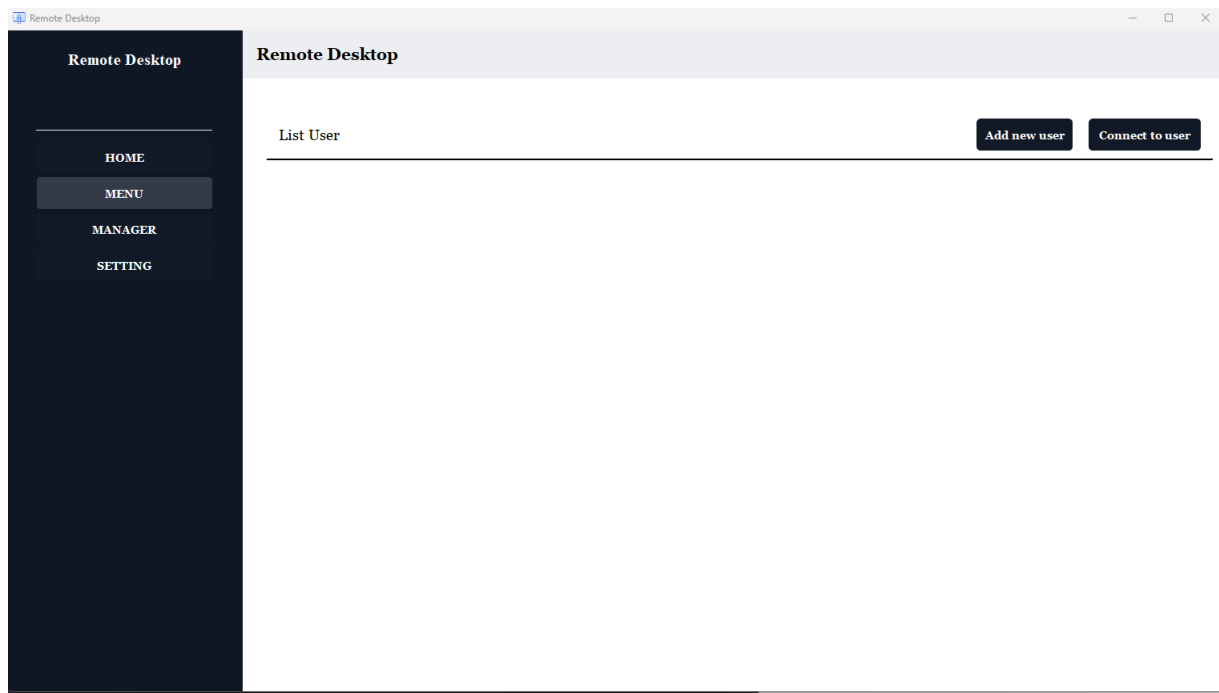 Remote Desktop
Remote Desktop
Remote Desktop
List User
Add new user
Connect to user
HOME
MENU
MANAGER
SETTING